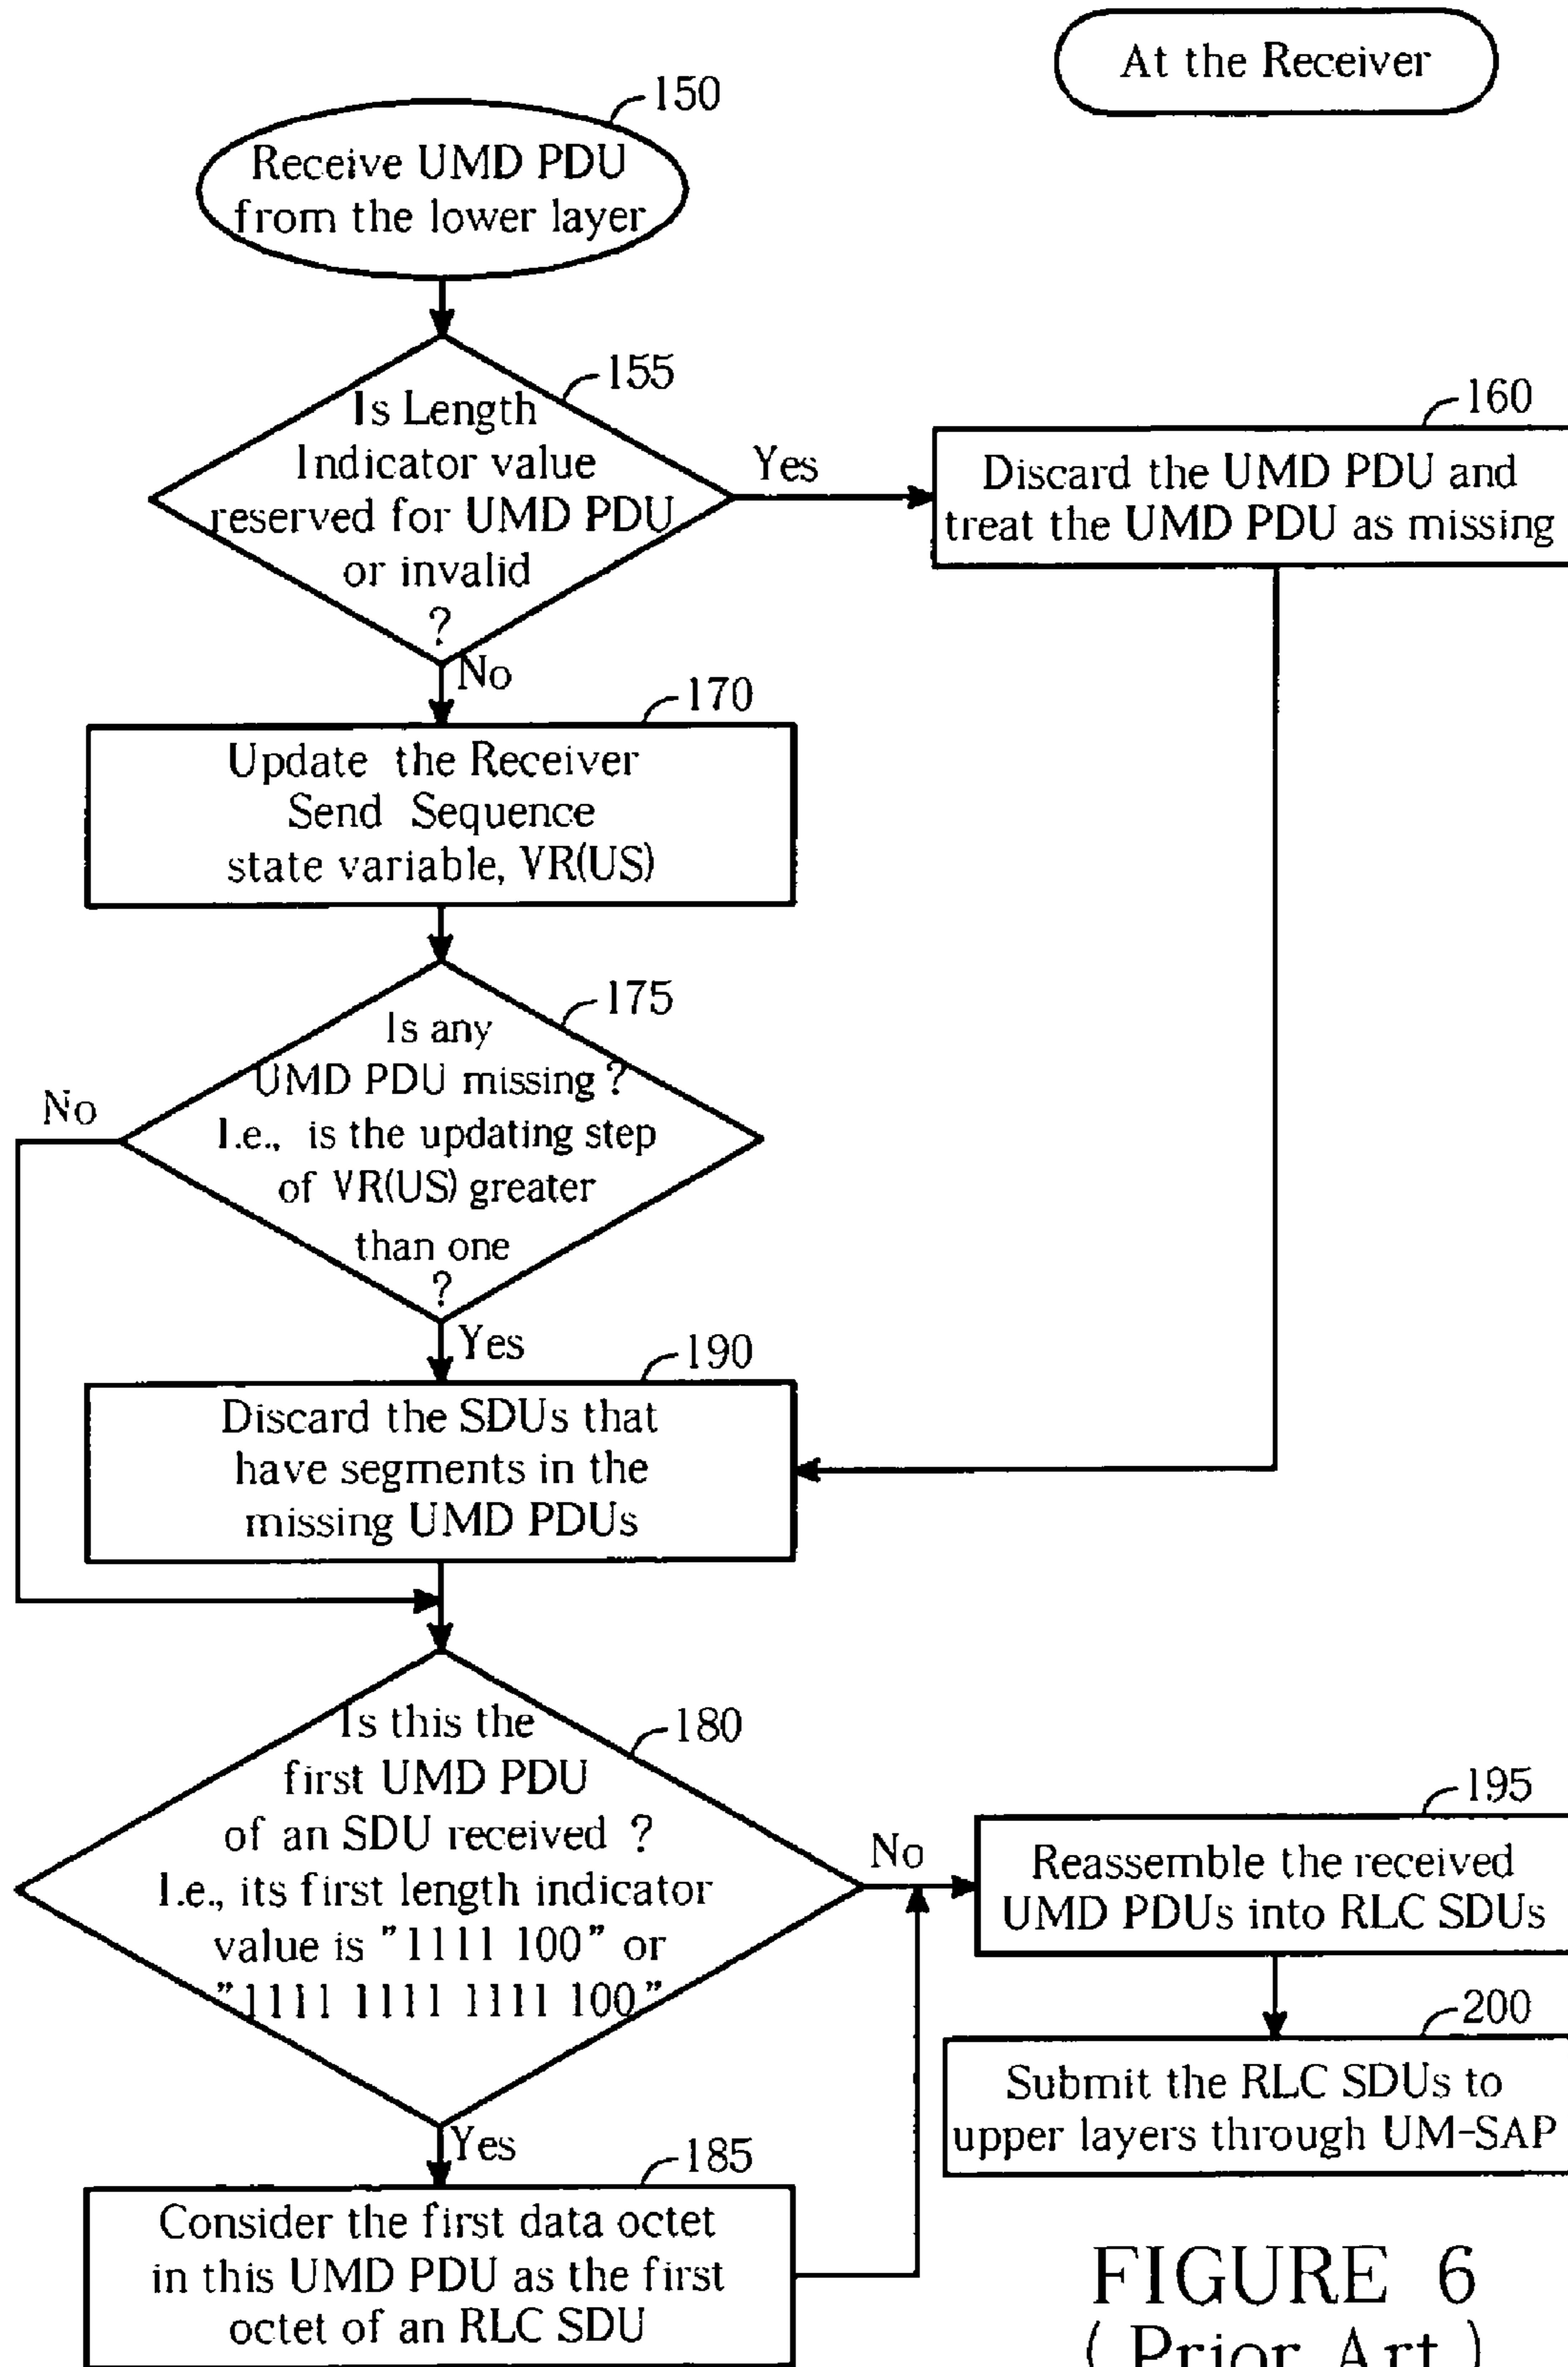 At the Receiver
150
Receive UMD PDU
from the lower layer
155
Is Length
Indicator value
reserved for UMD PDU
or invalid
?
Yes
160
Discard the UMD PDU and
treat the UMD PDU as missing
No
170
Update the Receiver
Send Sequence
state variable, VR(US)
175
Is any
UMD PDU missing ?
I.e., is the updating step
of VR(US) greater
than one
?
No
Yes
190
Discard the SDUs that
have segments in the
missing UMD PDUs
180
Is this the
first UMD PDU
of an SDU received ?
I.e., its first length indicator
value is "1111 100" or
"1111 1111 1111 100"
No
195
Reassemble the received
UMD PDUs into RLC SDUs
200
Submit the RLC SDUs to
upper layers through UM-SAP
Yes
185
Consider the first data octet
in this UMD PDU as the first
octet of an RLC SDU
FIGURE 6
( Prior Art )